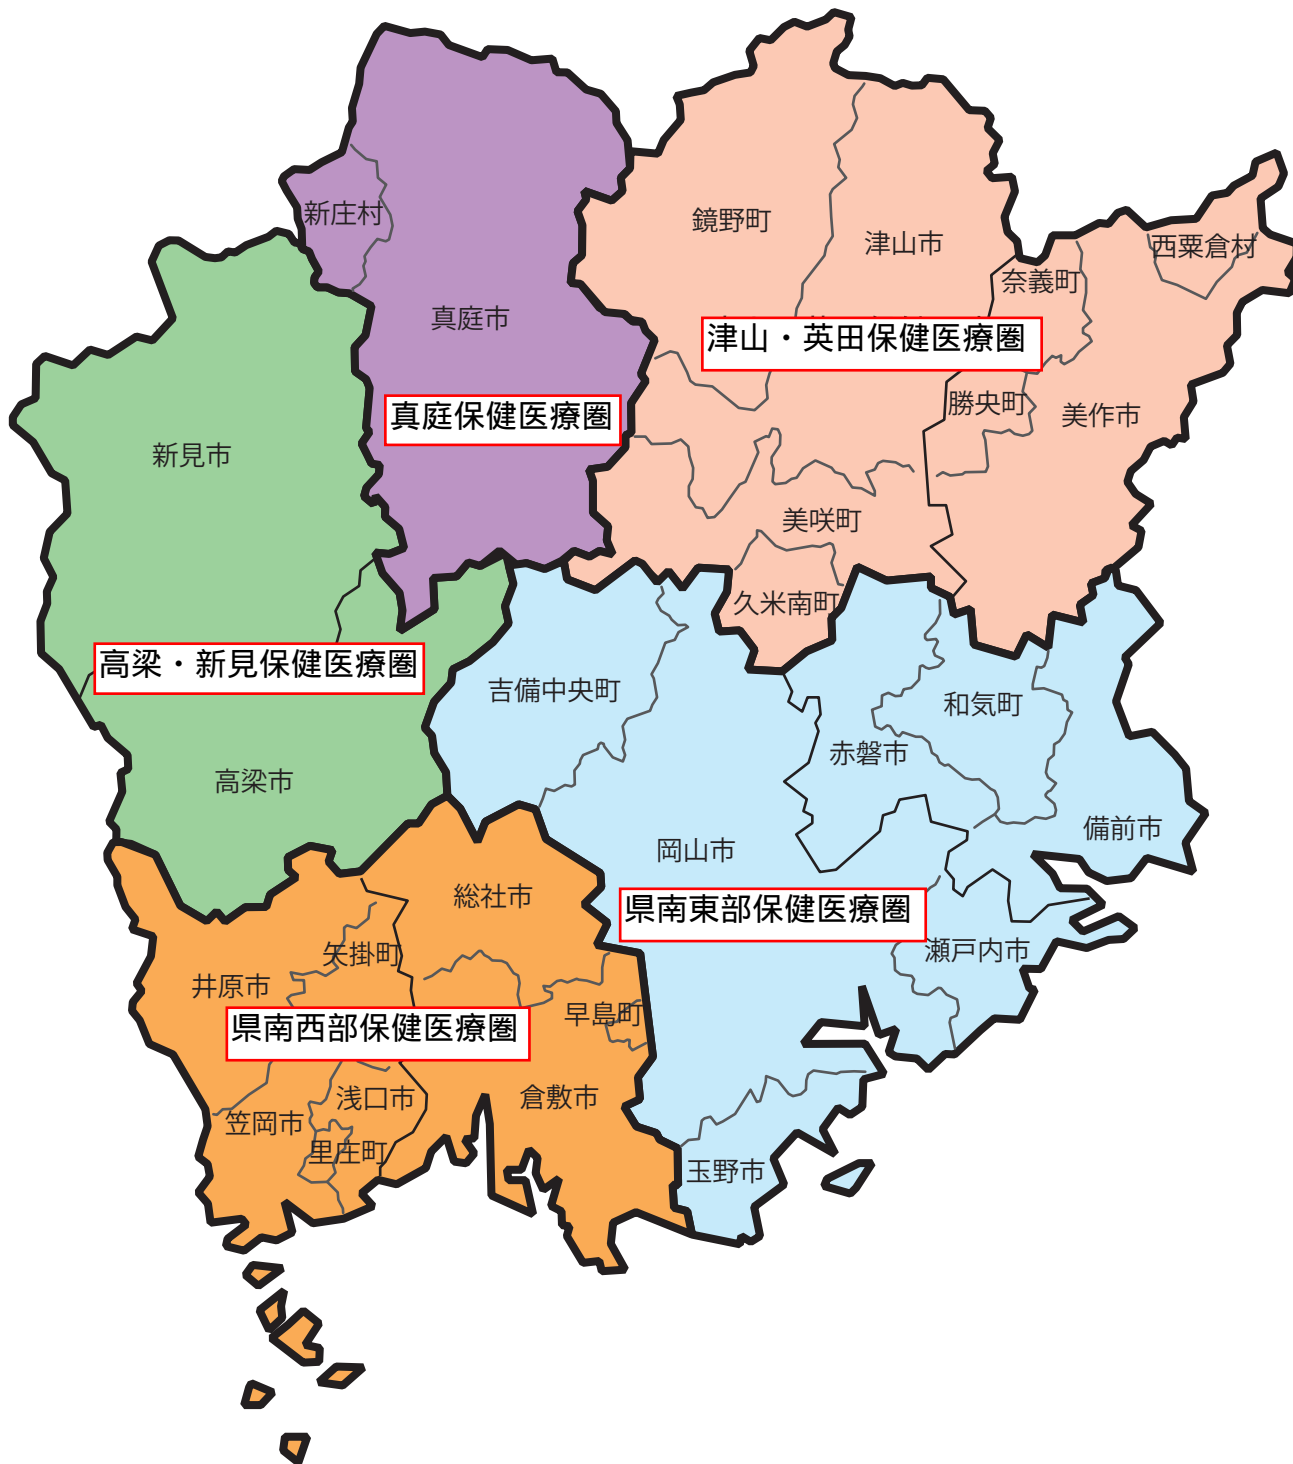 新庄村
鏡野町
津山市
西粟倉村
奈義町
真庭市
津山・英田保健医療圏
勝央町
美作市
真庭保健医療圏
新見市
美咲町
久米南町
高梁・新見保健医療圏
吉備中央町
和気町
赤磐市
高梁市
備前市
岡山市
総社市
県南東部保健医療圏
矢掛町
瀬戸内市
井原市
早島町
県南西部保健医療圏
浅口市
倉敷市
笠岡市
里庄町
玉野市